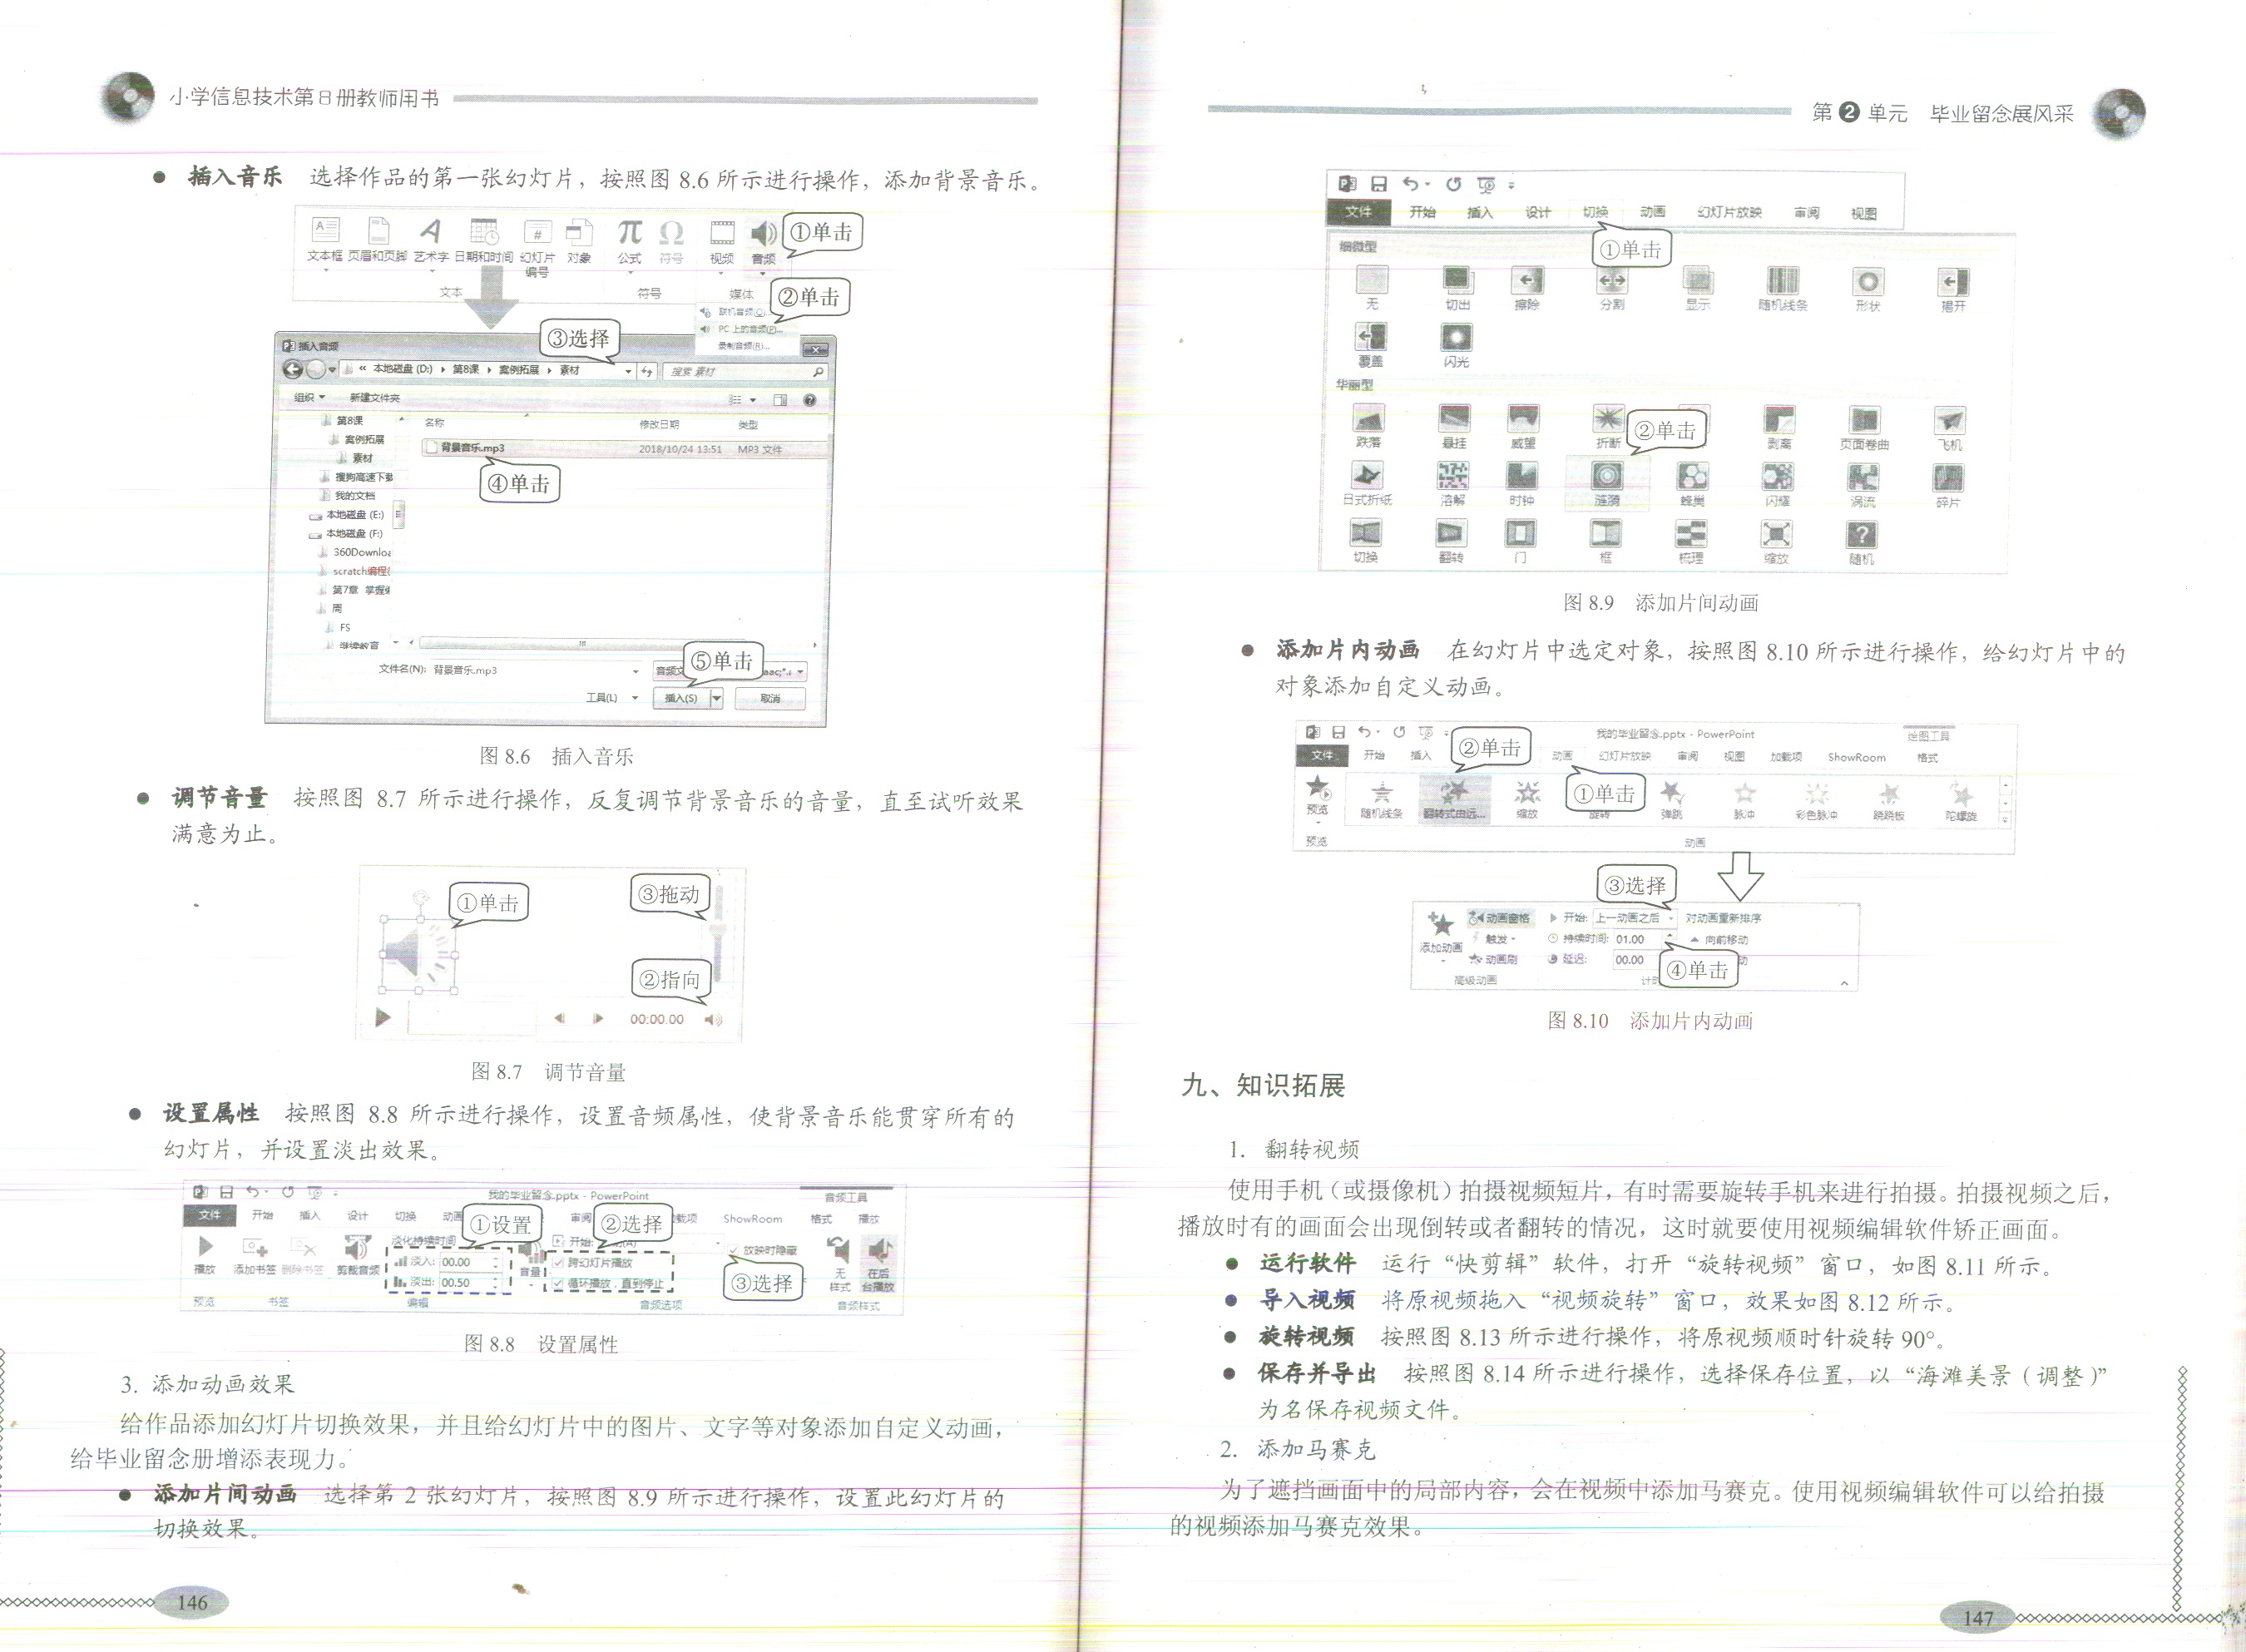 小学信息技术第8册教师用书
● 插入音乐 选择作品的第一张幻灯片，按照图 8.6 所示进行操作，添加背景音乐。
文本框 页眉和页脚 艺术字 日期和时间 幻灯片编号 对象 公式 符号 视频 音频
①单击
文本 符号 媒体
②单击
联机音频(O)...
PC 上的音频(P)...
录制音频(R)...
③选择
插入音频
« 本地磁盘 (D:) ▸ 第8课 ▸ 案例拓展 ▸ 素材
搜索 素材
组织 新建文件夹
名称 修改日期 类型
背景音乐.mp3 2018/10/24 13:51 MP3 文件
④单击
第8课
案例拓展
素材
搜狗高速下载
我的文档
本地磁盘 (E:)
本地磁盘 (F:)
360Downloa
scratch编程(
第7章 掌握
周
FS
继续教育
⑤单击
文件名(N): 背景音乐.mp3
工具(L) 插入(S) 取消
图 8.6 插入音乐
● 调节音量 按照图 8.7 所示进行操作，反复调节背景音乐的音量，直至试听效果
满意为止。
①单击
③拖动
②指向
00:00.00
图 8.7 调节音量
● 设置属性 按照图 8.8 所示进行操作，设置音频属性，使背景音乐能贯穿所有的
幻灯片，并设置淡出效果。
我的毕业留念.pptx - PowerPoint 音频工具
文件 开始 插入 设计 切换 动画 审阅 ShowRoom 格式 播放
①设置 ②选择
淡化持续时间
淡入: 00.00
淡出: 00.50
开始:
跨幻灯片播放
循环播放，直到停止
放映时隐藏
③选择
播放 添加书签 删除书签 剪裁音频 音量 无样式 在后台播放
预览 书签 编辑 音频选项 音频样式
图 8.8 设置属性
3. 添加动画效果
给作品添加幻灯片切换效果，并且给幻灯片中的图片、文字等对象添加自定义动画，
给毕业留念册增添表现力。
● 添加片间动画 选择第 2 张幻灯片，按照图 8.9 所示进行操作，设置此幻灯片的
切换效果。
146
第 2 单元 毕业留念展风采
文件 开始 插入 设计 切换 动画 幻灯片放映 审阅 视图
①单击
细微型
无 切出 擦除 分割 显示 随机线条 形状 揭开
覆盖 闪光
华丽型
跌落 悬挂 威望 折断 剥离 页面卷曲 飞机
②单击
日式折纸 溶解 时钟 涟漪 蜂巢 闪耀 涡流 碎片
切换 翻转 门 框 梳理 缩放 随机
图 8.9 添加片间动画
● 添加片内动画 在幻灯片中选定对象，按照图 8.10 所示进行操作，给幻灯片中的
对象添加自定义动画。
我的毕业留念.pptx - PowerPoint 绘图工具
文件 开始 插入 ②单击 动画 幻灯片放映 审阅 视图 加载项 ShowRoom 格式
①单击
预览 随机线条 翻转式由远... 缩放 旋转 弹跳 脉冲 彩色脉冲 跷跷板 陀螺旋
预览 动画
③选择
添加动画 动画窗格 开始: 上一动画之后 对动画重新排序
触发 持续时间: 01.00 向前移动
动画刷 延迟: 00.00
④单击
高级动画
图 8.10 添加片内动画
九、知识拓展
1. 翻转视频
使用手机（或摄像机）拍摄视频短片，有时需要旋转手机来进行拍摄。拍摄视频之后，
播放时有的画面会出现倒转或者翻转的情况，这时就要使用视频编辑软件矫正画面。
● 运行软件 运行“快剪辑”软件，打开“旋转视频”窗口，如图 8.11 所示。
● 导入视频 将原视频拖入“视频旋转”窗口，效果如图 8.12 所示。
● 旋转视频 按照图 8.13 所示进行操作，将原视频顺时针旋转 90°。
● 保存并导出 按照图 8.14 所示进行操作，选择保存位置，以“海滩美景（调整）”
为名保存视频文件。
2. 添加马赛克
为了遮挡画面中的局部内容，会在视频中添加马赛克。使用视频编辑软件可以给拍摄
的视频添加马赛克效果。
147